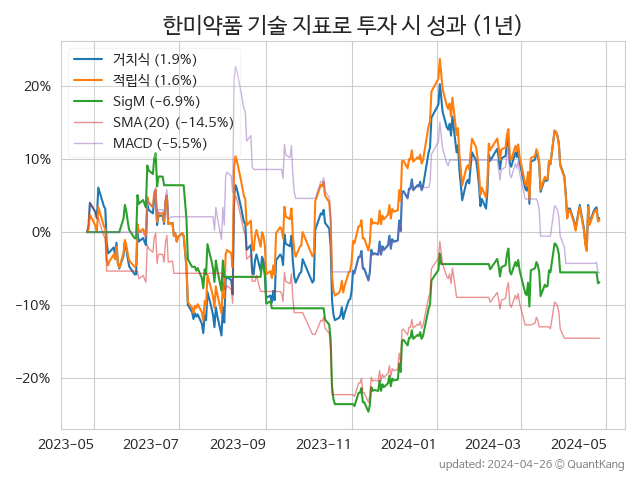 한미약품 기술 지표로 투자 시 성과 (1년)
거치식 (1.9%)
적립식 (1.6%)
SigM (−6.9%)
SMA(20) (−14.5%)
MACD (−5.5%)
20%
10%
0%
−10%
−20%
2023-05 2023-07 2023-09 2023-11 2024-01 2024-03 2024-05
updated: 2024-04-26 © QuantKang